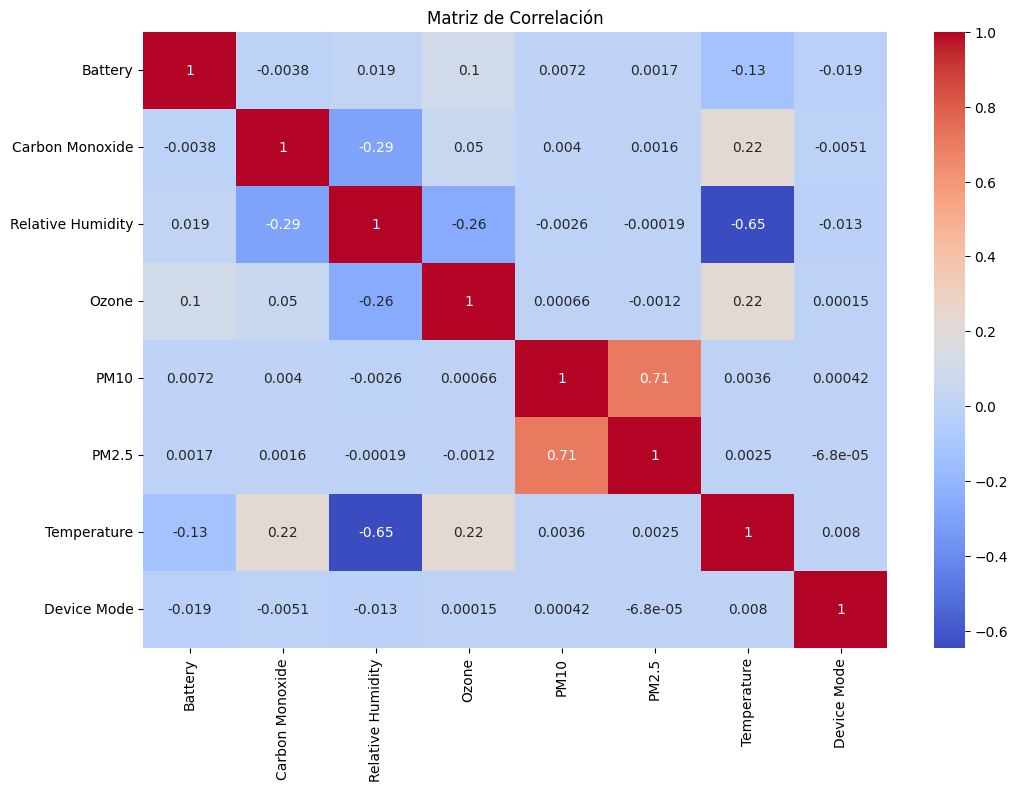 Matriz de Correlación
Battery 1 -0.0038 0.019 0.1 0.0072 0.0017 -0.13 -0.019
Carbon Monoxide -0.0038 1 -0.29 0.05 0.004 0.0016 0.22 -0.0051
Relative Humidity 0.019 -0.29 1 -0.26 -0.0026 -0.00019 -0.65 -0.013
Ozone 0.1 0.05 -0.26 1 0.00066 -0.0012 0.22 0.00015
PM10 0.0072 0.004 -0.0026 0.00066 1 0.71 0.0036 0.00042
PM2.5 0.0017 0.0016 -0.00019 -0.0012 0.71 1 0.0025 -6.8e-05
Temperature -0.13 0.22 -0.65 0.22 0.0036 0.0025 1 0.008
Device Mode -0.019 -0.0051 -0.013 0.00015 0.00042 -6.8e-05 0.008 1
Battery
Carbon Monoxide
Relative Humidity
Ozone
PM10
PM2.5
Temperature
Device Mode
1.0
0.8
0.6
0.4
0.2
0.0
−0.2
−0.4
−0.6